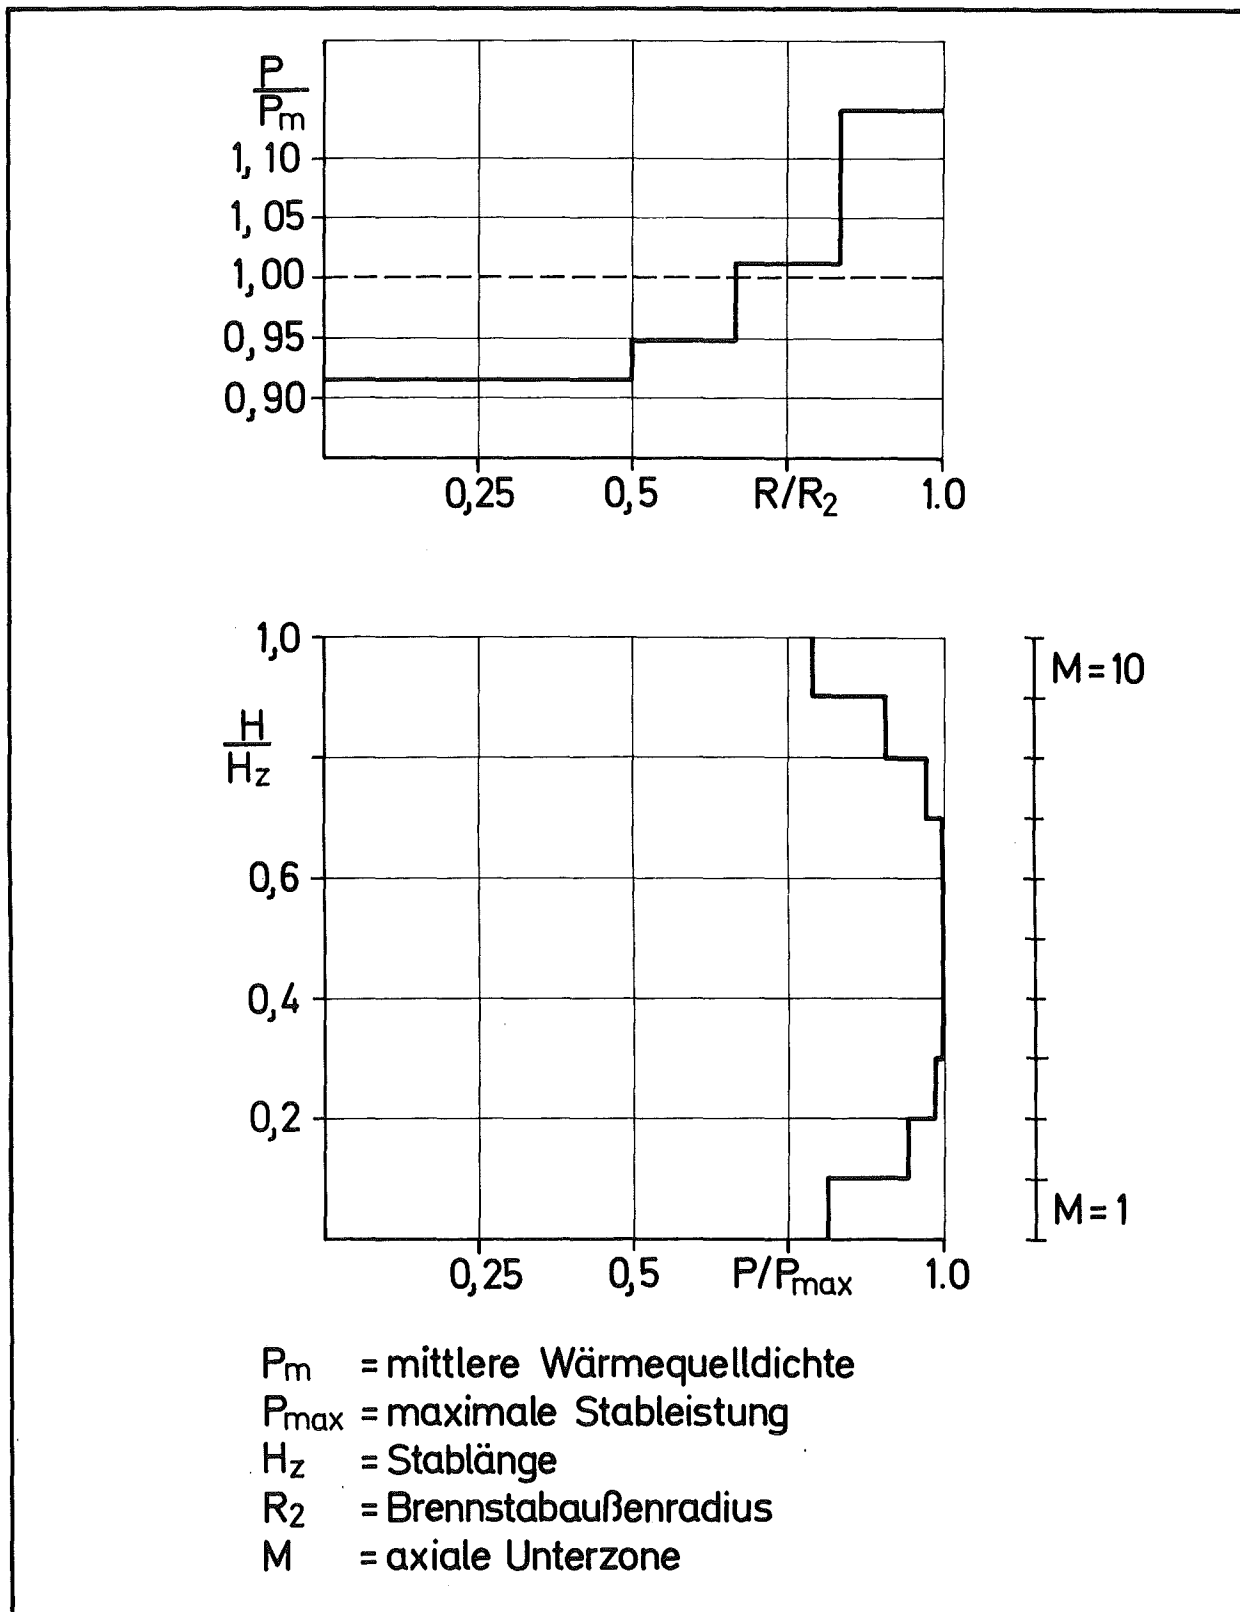 P
Pm
1,10
1,05
1,00
0,95
0,90
0,25 0,5 R/R2 1.0
1,0
H
Hz
0,6
0,4
0,2
M=10
M=1
0,25 0,5 P/Pmax 1.0
Pm = mittlere Wärmequelldichte
Pmax = maximale Stableistung
Hz = Stablänge
R2 = Brennstabaußenradius
M = axiale Unterzone